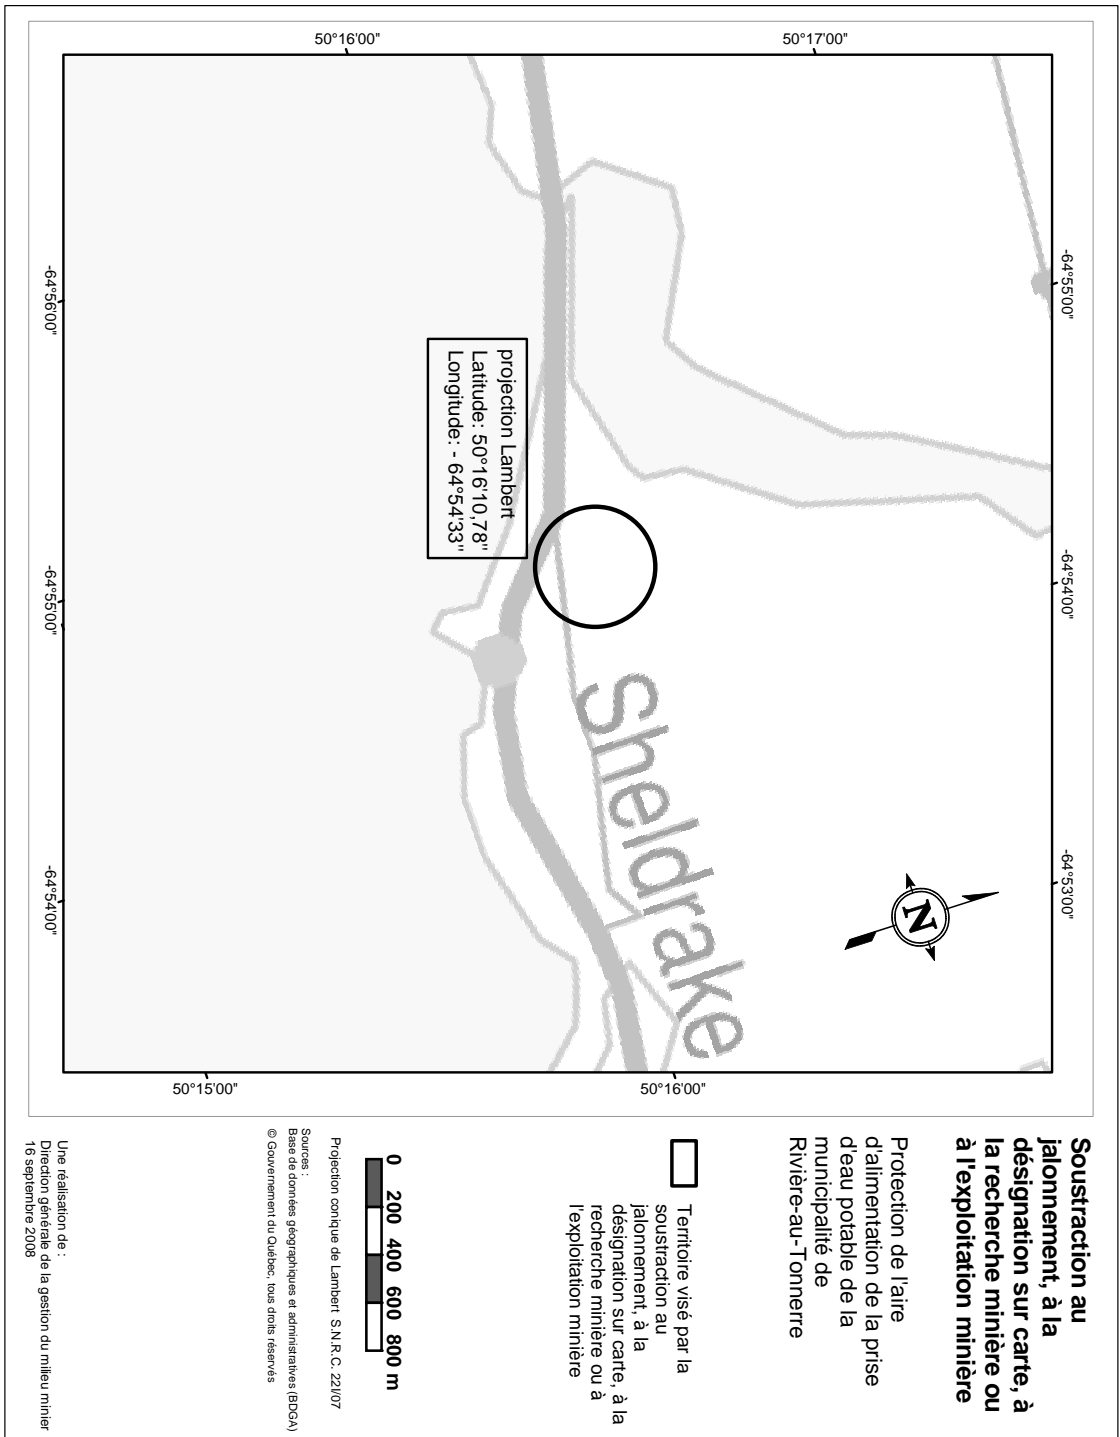 Soustraction au
jalonnement, à la
désignation sur carte, à
la recherche minière ou
à l'exploitation minière
Protection de l'aire
d'alimentation de la prise
d'eau potable de la
municipalité de
Rivière-au-Tonnerre
Territoire visé par la
soustraction au
jalonnement, à la
désignation sur carte, à la
recherche minière ou à
l'exploitation minière
0 200 400 600 800 m
Projection conique de Lambert S.N.R.C. 22I/07
Sources :
Base de données géographiques et administratives (BDGA)
© Gouvernement du Québec, tous droits réservés
Une réalisation de :
Direction générale de la gestion du milieu minier
16 septembre 2008
-64°55'00"
-64°54'00"
-64°53'00"
50°17'00"
50°16'00"
50°16'00"
50°15'00"
-64°56'00"
-64°55'00"
-64°54'00"
N
Sheldrake
projection Lambert
Latitude: 50°16'10,78"
Longitude: - 64°54'33"